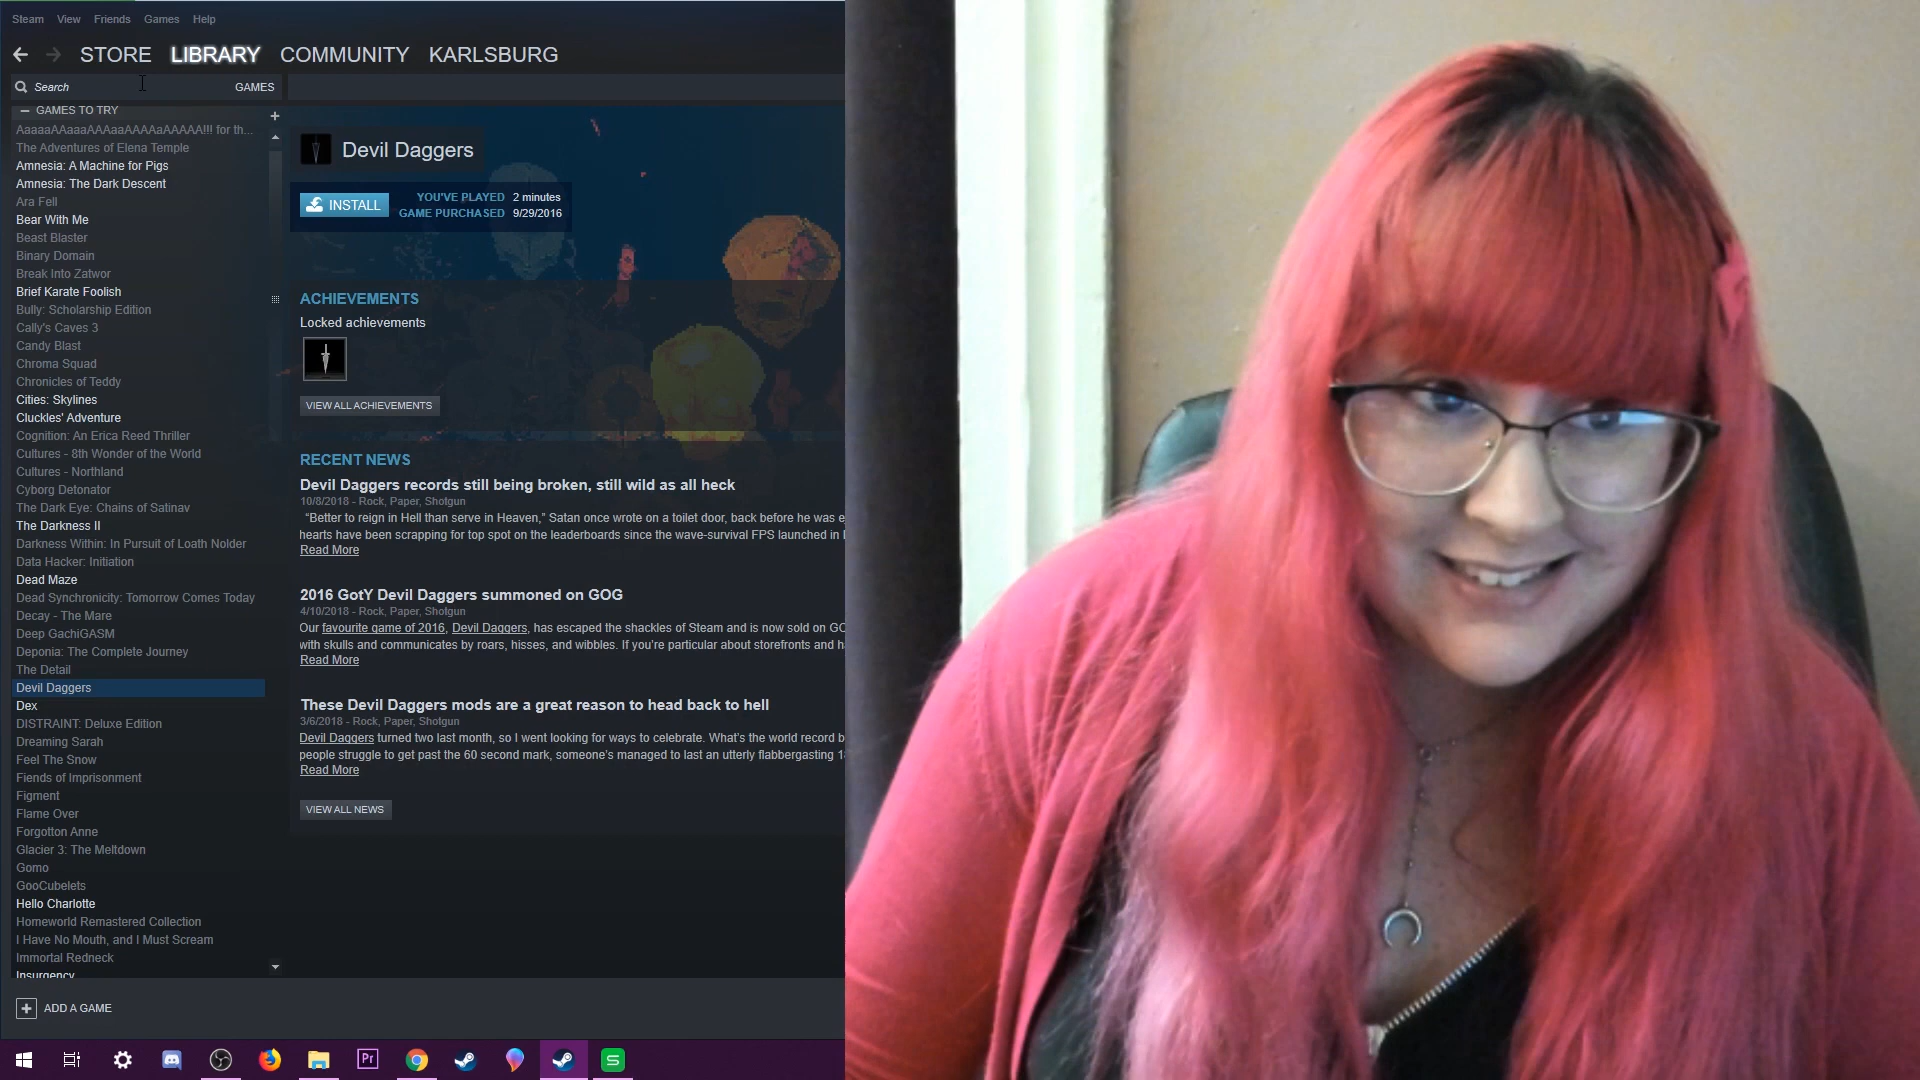 Steam View Friends Games Help
STORE LIBRARY COMMUNITY KARLSBURG
Search GAMES
GAMES TO TRY
AaaaaAAaaaAAAaaAAAAaAAAAA!!! for th...
The Adventures of Elena Temple
Amnesia: A Machine for Pigs
Amnesia: The Dark Descent
Ara Fell
Bear With Me
Beast Blaster
Binary Domain
Break Into Zatwor
Brief Karate Foolish
Bully: Scholarship Edition
Cally's Caves 3
Candy Blast
Chroma Squad
Chronicles of Teddy
Cities: Skylines
Cluckles' Adventure
Cognition: An Erica Reed Thriller
Cultures - 8th Wonder of the World
Cultures - Northland
Cyborg Detonator
The Dark Eye: Chains of Satinav
The Darkness II
Darkness Within: In Pursuit of Loath Nolder
Data Hacker: Initiation
Dead Maze
Dead Synchronicity: Tomorrow Comes Today
Decay - The Mare
Deep GachiGASM
Deponia: The Complete Journey
The Detail
Devil Daggers
Dex
DISTRAINT: Deluxe Edition
Dreaming Sarah
Feel The Snow
Fiends of Imprisonment
Figment
Flame Over
Forgotton Anne
Glacier 3: The Meltdown
Gomo
GooCubelets
Hello Charlotte
Homeworld Remastered Collection
I Have No Mouth, and I Must Scream
Immortal Redneck
Insurgency
ADD A GAME
Devil Daggers
INSTALL
YOU'VE PLAYED 2 minutes
GAME PURCHASED 9/29/2016
ACHIEVEMENTS
Locked achievements
VIEW ALL ACHIEVEMENTS
RECENT NEWS
Devil Daggers records still being broken, still wild as all heck
10/8/2018 - Rock, Paper, Shotgun
“Better to reign in Hell than serve in Heaven,” Satan once wrote on a toilet door, back before he was
hearts have been scrapping for top spot on the leaderboards since the wave-survival FPS launched in
Read More
2016 GotY Devil Daggers summoned on GOG
4/10/2018 - Rock, Paper, Shotgun
Our favourite game of 2016, Devil Daggers, has escaped the shackles of Steam and is now sold on
with skulls and communicates by roars, hisses, and wibbles. If you're particular about storefronts and
Read More
These Devil Daggers mods are a great reason to head back to hell
3/6/2018 - Rock, Paper, Shotgun
Devil Daggers turned two last month, so I went looking for ways to celebrate. What's the world record
people struggle to get past the 60 second mark, someone's managed to last an utterly flabbergasting
Read More
VIEW ALL NEWS
Pr
S